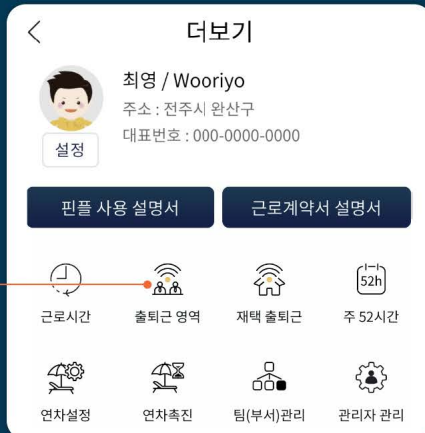 더보기
최영 / Wooriyo
주소 : 전주시 완산구
대표번호 : 000-0000-0000
설정
핀플 사용 설명서 근로계약서 설명서
52h
근로시간 출퇴근 영역 재택 출퇴근 주 52시간
연차설정 연차촉진 팀(부서)관리 관리자 관리